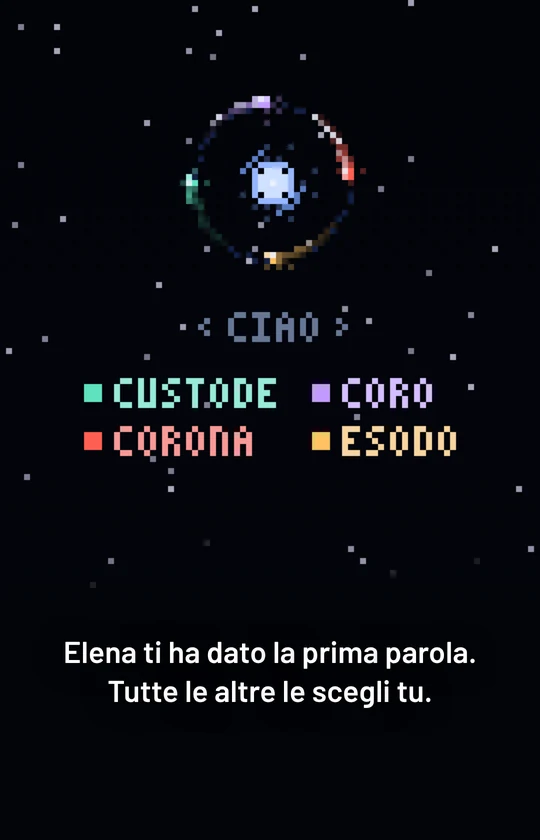 < CIAO >
CUSTODE CORO
CORONA ESODO
Elena ti ha dato la prima parola.
Tutte le altre le scegli tu.